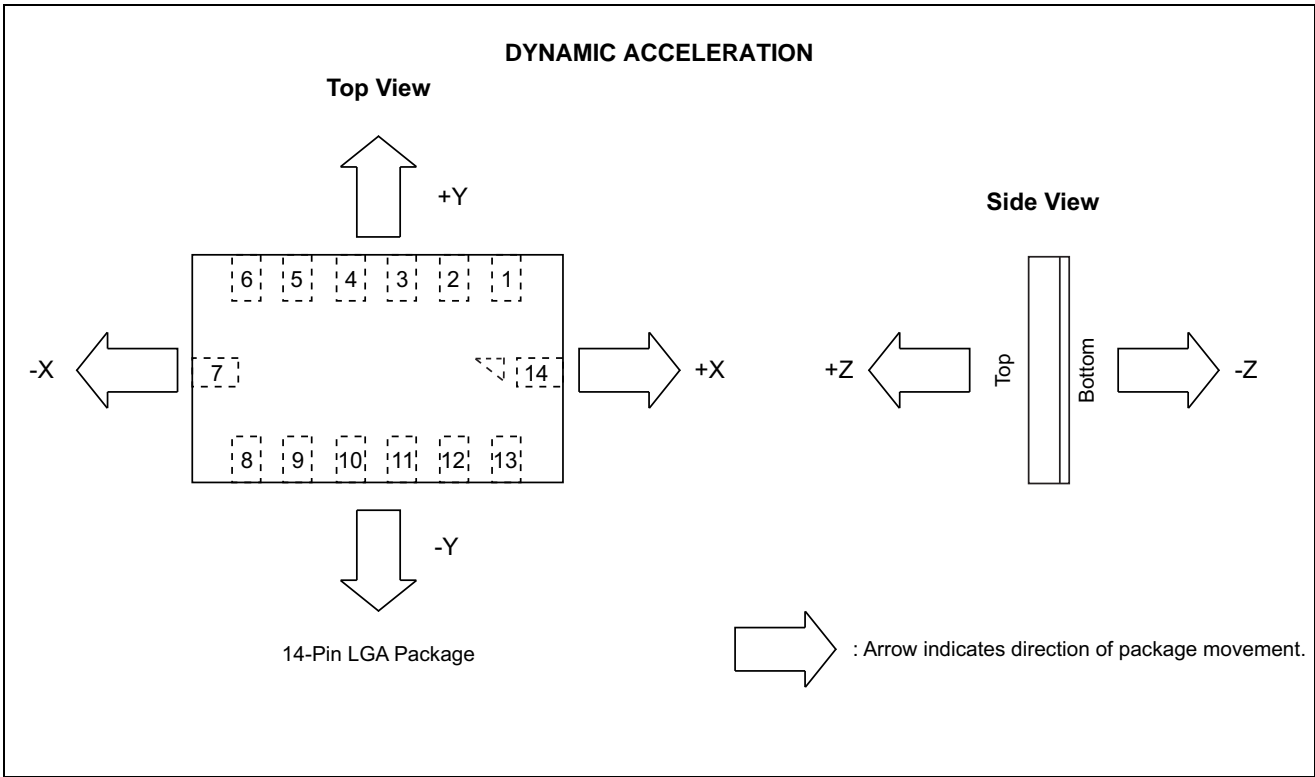 DYNAMIC ACCELERATION
Top View
+Y
Side View
6 5 4 3 2 1
-X
7
14
+X
+Z
Top
Bottom
-Z
8 9 10 11 12 13
-Y
14-Pin LGA Package
: Arrow indicates direction of package movement.